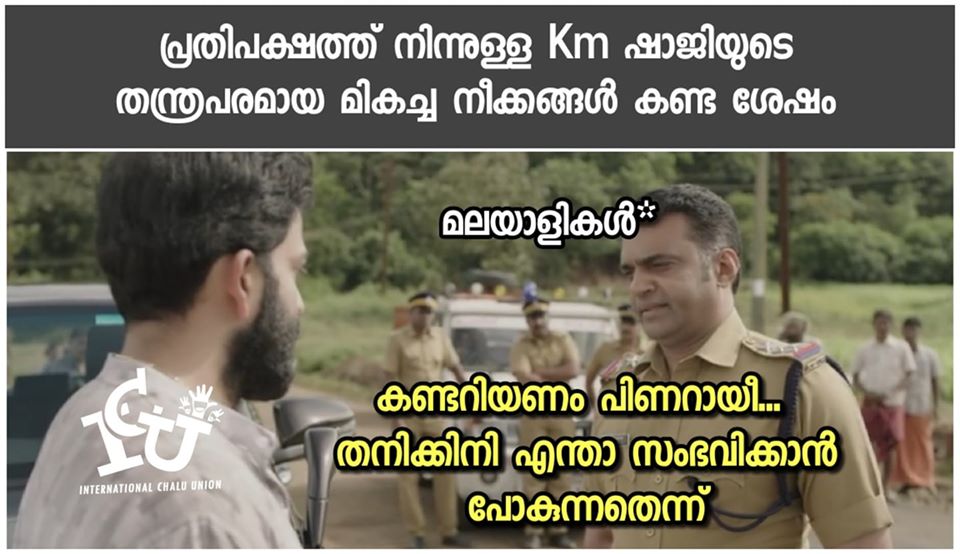 പ്രതിപക്ഷത്ത് നിന്നുള്ള Km ഷാജിയുടെ
തന്ത്രപരമായ മികച്ച നീക്കങ്ങൾ കണ്ട ശേഷം
മലയാളികൾ*
കണ്ടറിയണം പിണറായീ...
തനിക്കിനി എന്താ സംഭവിക്കാൻ
പോകുന്നതെന്ന്
ICU
INTERNATIONAL CHALU UNION